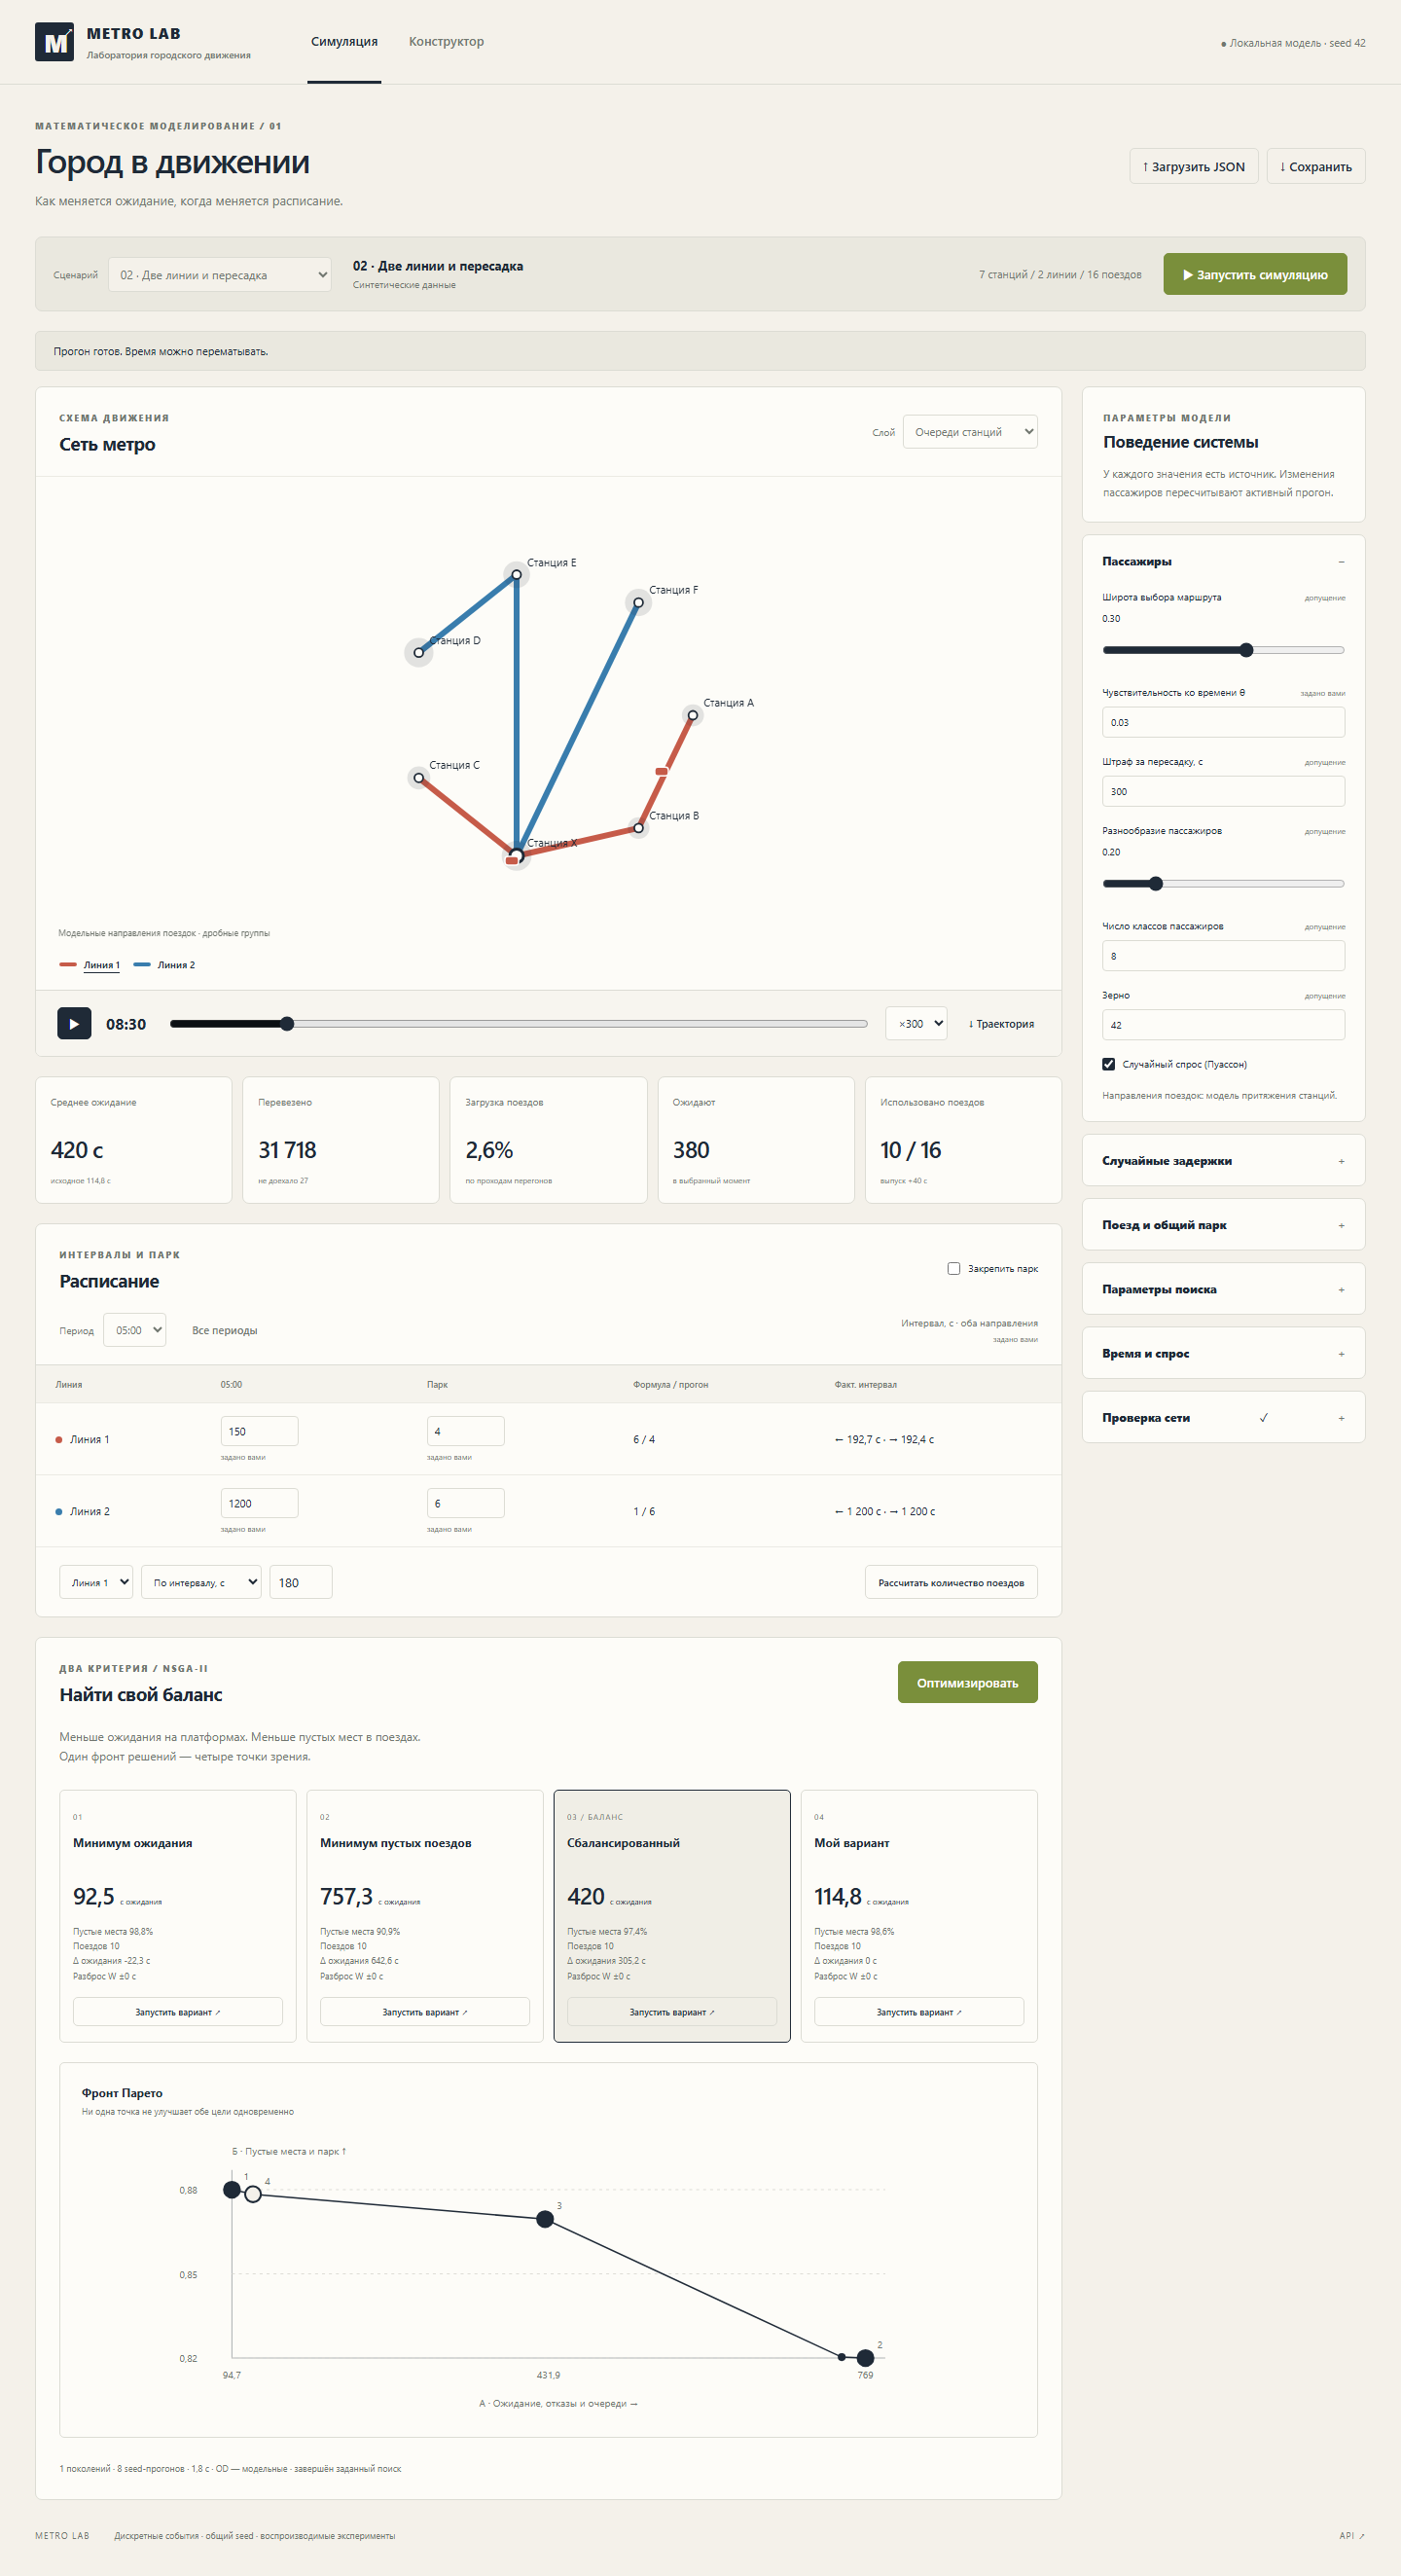 METRO LAB
Лаборатория городского движения
Симуляция
Конструктор
● Локальная модель · seed 42
МАТЕМАТИЧЕСКОЕ МОДЕЛИРОВАНИЕ / 01
Город в движении
Как меняется ожидание, когда меняется расписание.
↑ Загрузить JSON
↓ Сохранить
Сценарий
02 · Две линии и пересадка
02 · Две линии и пересадка
Синтетические данные
7 станций / 2 линии / 16 поездов
▶ Запустить симуляцию
Прогон готов. Время можно перематывать.
СХЕМА ДВИЖЕНИЯ
Сеть метро
Слой
Очереди станций
Станция E
Станция F
Станция D
Станция A
Станция C
Станция B
Станция X
Модельные направления поездок · дробные группы
Линия 1
Линия 2
08:30
×300
↓ Траектория
Среднее ожидание
420 с
исходное 114,8 с
Перевезено
31 718
не доехало 27
Загрузка поездов
2,6%
по проходам перегонов
Ожидают
380
в выбранный момент
Использовано поездов
10 / 16
выпуск +40 с
ИНТЕРВАЛЫ И ПАРК
Расписание
Закрепить парк
Период
05:00
Все периоды
Интервал, с · оба направления
задано вами
Линия
05:00
Парк
Формула / прогон
Факт. интервал
Линия 1
150
задано вами
4
задано вами
6 / 4
← 192,7 с · → 192,4 с
Линия 2
1200
задано вами
6
задано вами
1 / 6
← 1 200 с · → 1 200 с
Линия 1
По интервалу, с
180
Рассчитать количество поездов
ДВА КРИТЕРИЯ / NSGA-II
Найти свой баланс
Оптимизировать
Меньше ожидания на платформах. Меньше пустых мест в поездах.
Один фронт решений — четыре точки зрения.
01
Минимум ожидания
92,5 с ожидания
Пустые места 98,8%
Поездов 10
Δ ожидания -22,3 с
Разброс W ±0 с
Запустить вариант ↗
02
Минимум пустых поездов
757,3 с ожидания
Пустые места 90,9%
Поездов 10
Δ ожидания 642,6 с
Разброс W ±0 с
Запустить вариант ↗
03 / БАЛАНС
Сбалансированный
420 с ожидания
Пустые места 97,4%
Поездов 10
Δ ожидания 305,2 с
Разброс W ±0 с
Запустить вариант ↗
04
Мой вариант
114,8 с ожидания
Пустые места 98,6%
Поездов 10
Δ ожидания 0 с
Разброс W ±0 с
Запустить вариант ↗
Фронт Парето
Ни одна точка не улучшает обе цели одновременно
Б · Пустые места и парк ↑
1
4
3
2
0,88
0,85
0,82
94,7
431,9
769
А · Ожидание, отказы и очереди →
1 поколений · 8 seed-прогонов · 1,8 с · OD — модельные · завершён заданный поиск
ПАРАМЕТРЫ МОДЕЛИ
Поведение системы
У каждого значения есть источник. Изменения
пассажиров пересчитывают активный прогон.
Пассажиры −
Широта выбора маршрута
допущение
0.30
Чувствительность ко времени θ
задано вами
0.03
Штраф за пересадку, с
допущение
300
Разнообразие пассажиров
допущение
0.20
Число классов пассажиров
допущение
8
Зерно
допущение
42
Случайный спрос (Пуассон)
Направления поездок: модель притяжения станций.
Случайные задержки +
Поезд и общий парк +
Параметры поиска +
Время и спрос +
Проверка сети ✓ +
METRO LAB
Дискретные события · общий seed · воспроизводимые эксперименты
API ↗